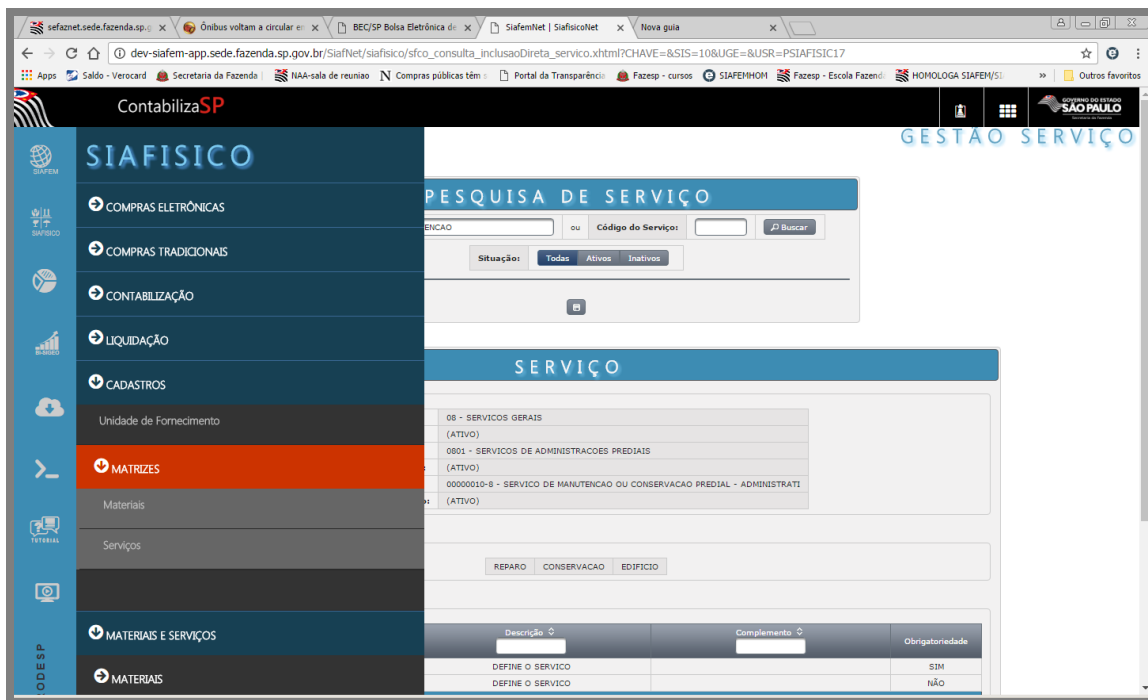 sefaznet.sede.fazenda.sp.g
Ônibus voltam a circular en
BEC/SP Bolsa Eletrônica de
SiafemNet | SiafisicoNet
Nova guia
dev-siafem-app.sede.fazenda.sp.gov.br/SiafNet/siafisico/sfco_consulta_inclusaoDireta_servico.xhtml?CHAVE=&SIS=10&UGE=&USR=PSIAFISIC17
Apps
Saldo - Verocard
Secretaria da Fazenda |
NAA-sala de reuniao
Compras públicas têm s
Portal da Transparência
Fazesp - cursos
SIAFEMHOM
Fazesp - Escola Fazend
HOMOLOGA SIAFEM/SI
»
Outros favoritos
ContabilizaSP
GOVERNO DO ESTADO
SÃO PAULO
Secretaria da Fazenda
GESTÃO SERVIÇO
SIAFEM
SIAFISICO
BI-SIGEO
TUTORIAL
CODESP
SIAFISICO
COMPRAS ELETRÔNICAS
COMPRAS TRADICIONAIS
CONTABILIZAÇÃO
LIQUIDAÇÃO
CADASTROS
Unidade de Fornecimento
MATRIZES
Materiais
Serviços
MATERIAIS E SERVIÇOS
MATERIAIS
PESQUISA DE SERVIÇO
ENCAO ou Código do Serviço: Buscar
Situação: Todas Ativos Inativos
SERVIÇO
08 - SERVICOS GERAIS
(ATIVO)
0801 - SERVICOS DE ADMINISTRACOES PREDIAIS
: (ATIVO)
00000010-8 - SERVICO DE MANUTENCAO OU CONSERVACAO PREDIAL - ADMINISTRATI
: (ATIVO)
REPARO CONSERVACAO EDIFICIO
Descrição Complemento Obrigatoriedade
DEFINE O SERVICO SIM
DEFINE O SERVICO NÃO